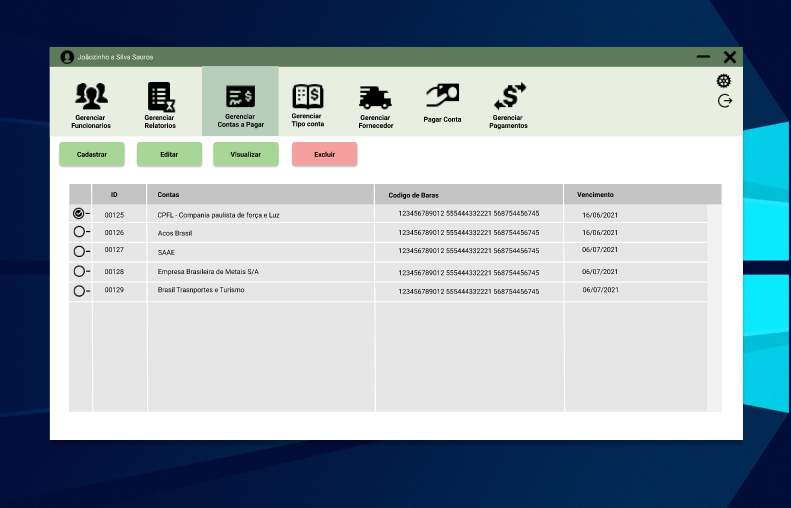 Joãozinho a Silva Sauros
Gerenciar
Funcionarios
Gerenciar
Relatorios
Gerenciar
Contas a Pagar
Gerenciar
Tipo conta
Gerenciar
Fornecedor
Pagar Conta
Gerenciar
Pagamentos
Cadastrar
Editar
Visualizar
Excluir
ID Contas Codigo de Baras Vencimento
00125 CPFL - Compania paulista de força e Luz 123456789012 555444332221 568754456745 16/06/2021
00126 Acos Brasil 123456789012 555444332221 568754456745 16/06/2021
00127 SAAE 123456789012 555444332221 568754456745 06/07/2021
00128 Empresa Brasileira de Metais S/A 123456789012 555444332221 568754456745 06/07/2021
00129 Brasil Trasnportes e Turismo 123456789012 555444332221 568754456745 06/07/2021